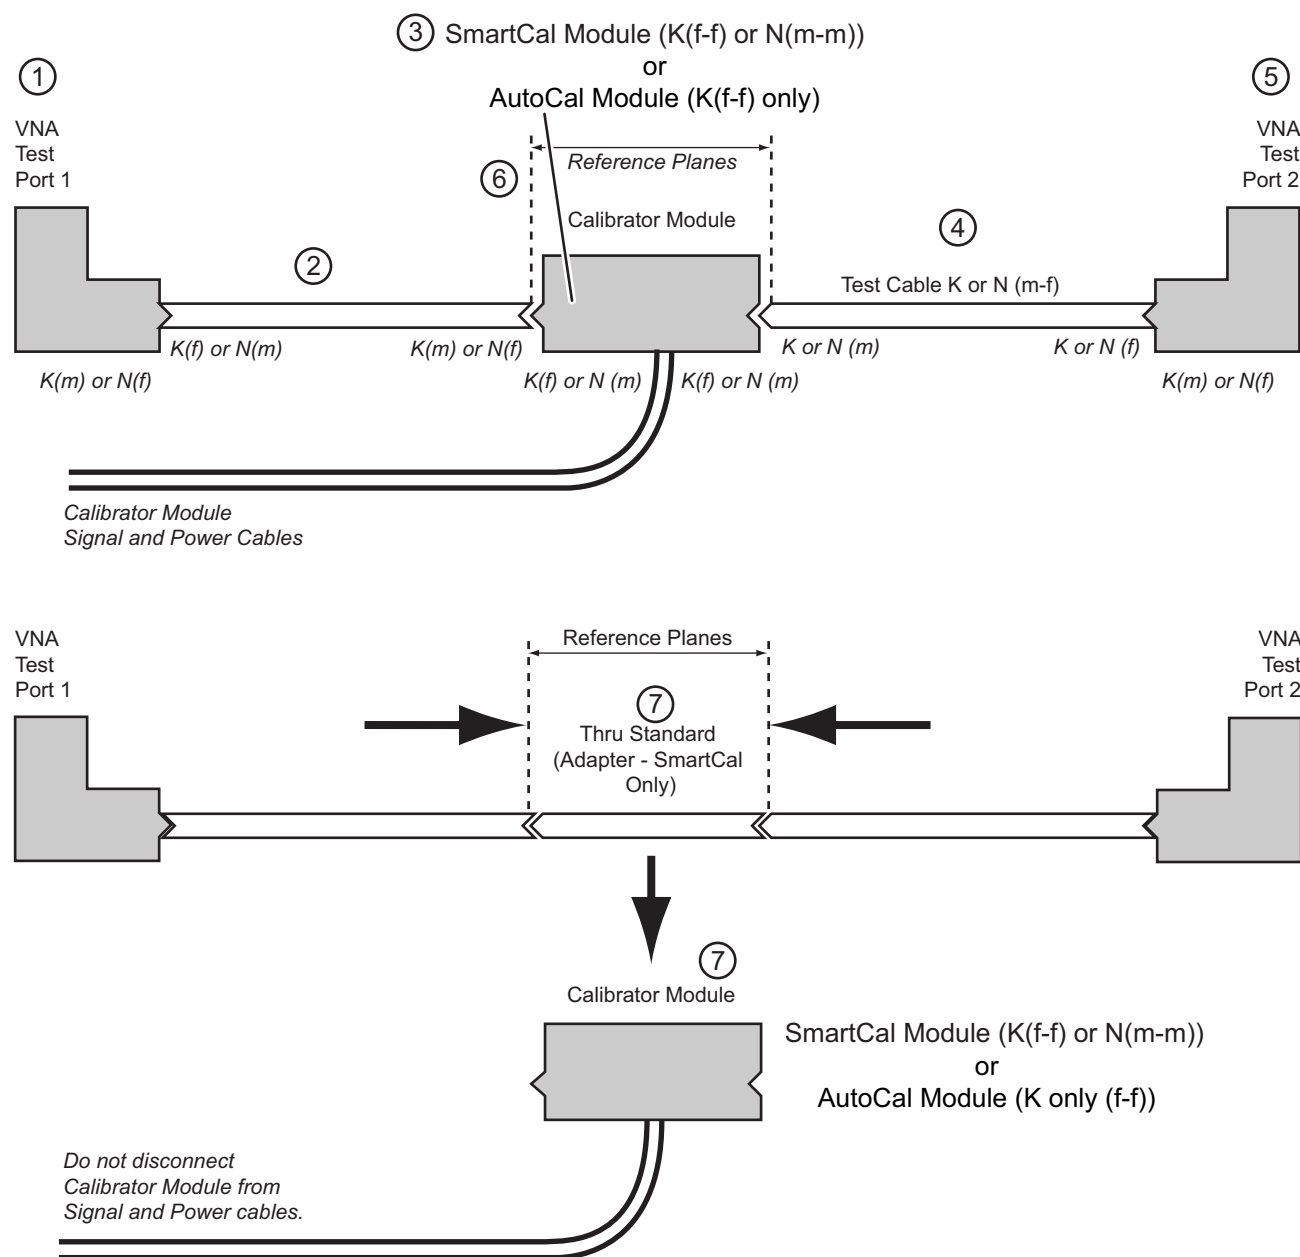 ③ SmartCal Module (K(f-f) or N(m-m))
or
AutoCal Module (K(f-f) only)
①
VNA
Test
Port 1
⑤
VNA
Test
Port 2
⑥
Reference Planes
Calibrator Module
②
④
Test Cable K or N (m-f)
K(f) or N(m)
K(m) or N(f)
K or N (m)
K or N (f)
K(m) or N(f)
K(f) or N (m)
K(f) or N (m)
K(m) or N(f)
Calibrator Module
Signal and Power Cables
VNA
Test
Port 1
Reference Planes
VNA
Test
Port 2
⑦
Thru Standard
(Adapter - SmartCal
Only)
⑦
Calibrator Module
SmartCal Module (K(f-f) or N(m-m))
or
AutoCal Module (K only (f-f))
Do not disconnect
Calibrator Module from
Signal and Power cables.